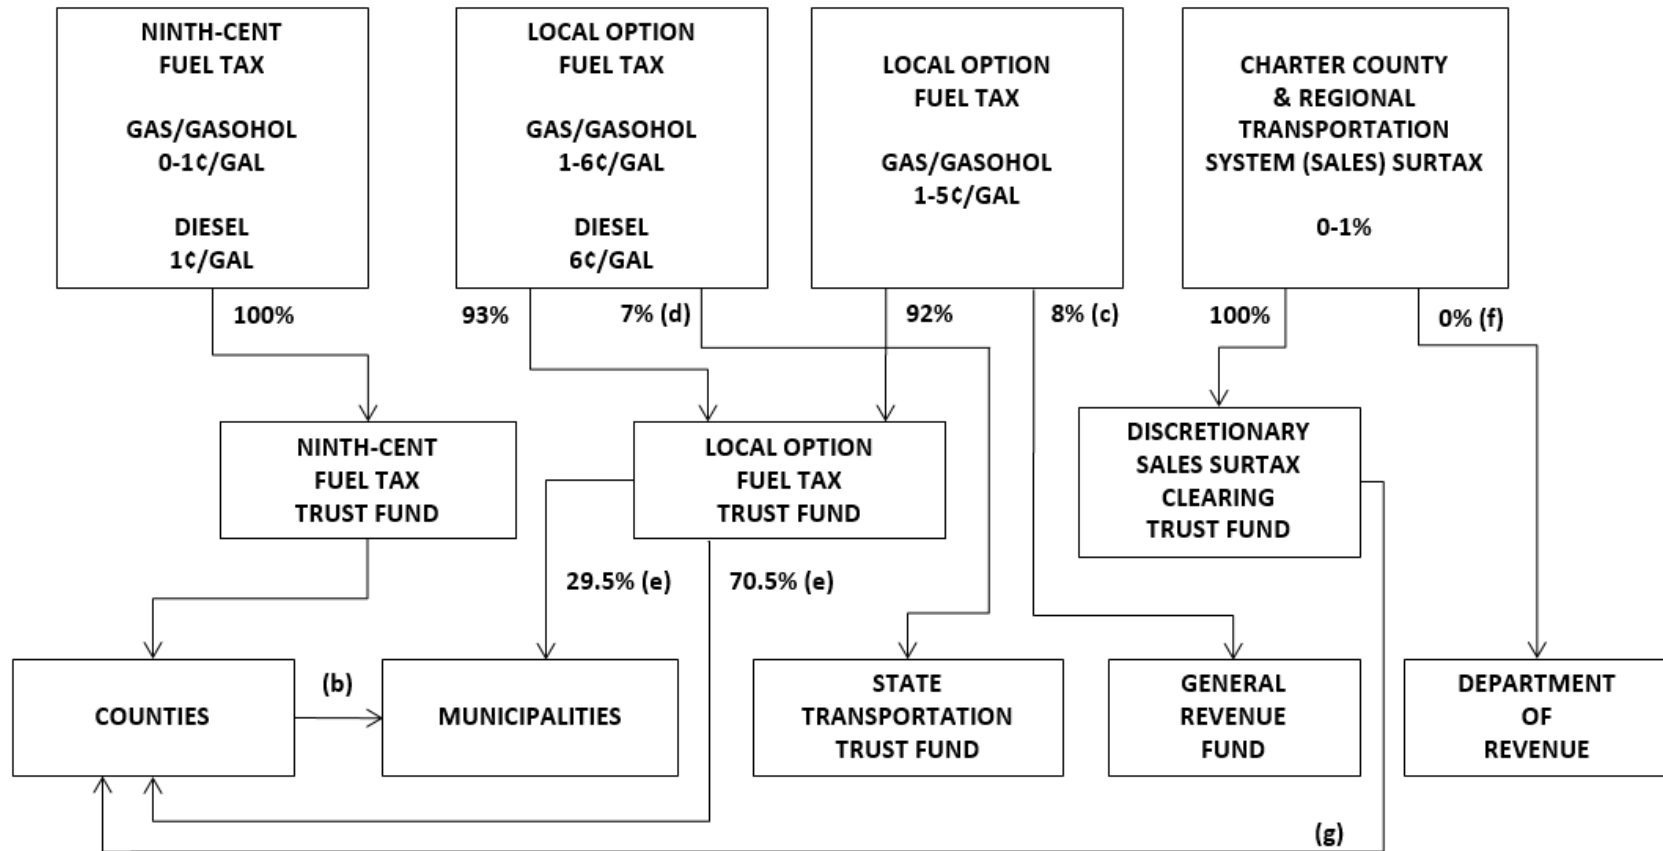 NINTH-CENT
FUEL TAX
GAS/GASOHOL
0-1¢/GAL
DIESEL
1¢/GAL
LOCAL OPTION
FUEL TAX
GAS/GASOHOL
1-6¢/GAL
DIESEL
6¢/GAL
LOCAL OPTION
FUEL TAX
GAS/GASOHOL
1-5¢/GAL
CHARTER COUNTY
& REGIONAL
TRANSPORTATION
SYSTEM (SALES) SURTAX
0-1%
100%
93%
7% (d)
92%
8% (c)
100%
0% (f)
NINTH-CENT
FUEL TAX
TRUST FUND
LOCAL OPTION
FUEL TAX
TRUST FUND
DISCRETIONARY
SALES SURTAX
CLEARING
TRUST FUND
29.5% (e)
70.5% (e)
COUNTIES
(b)
MUNICIPALITIES
STATE
TRANSPORTATION
TRUST FUND
GENERAL
REVENUE
FUND
DEPARTMENT
OF
REVENUE
(g)